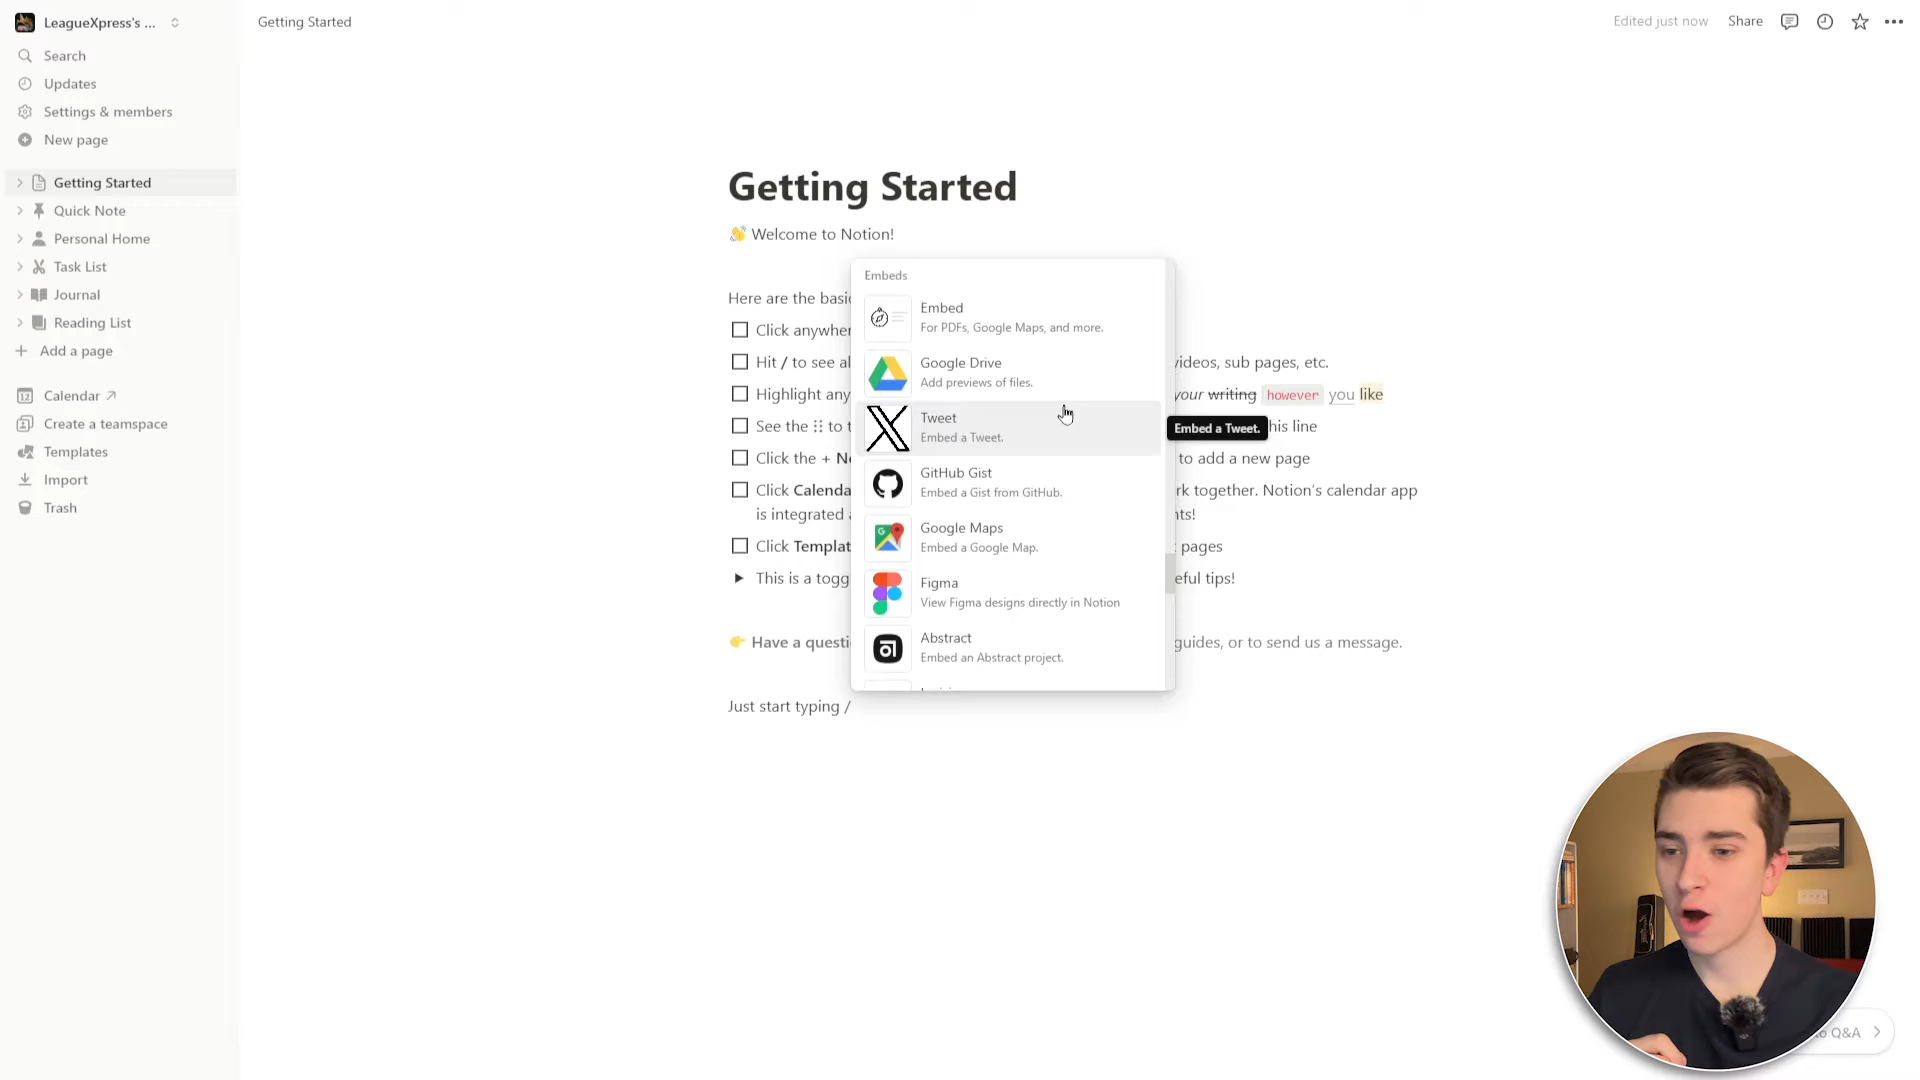 LeagueXpress's ...
Getting Started
Edited just now
Share
Search
Updates
Settings & members
New page
Getting Started
Quick Note
Personal Home
Task List
Journal
Reading List
Add a page
Calendar ↗
Create a teamspace
Templates
Import
Trash
Getting Started
👋 Welcome to Notion!
Here are the basic
Click anywher
Hit / to see al videos, sub pages, etc.
Highlight any your writing however you like
See the ⠿ to t his line
Click the + Ne to add a new page
Click Calenda rk together. Notion's calendar app
is integrated nts!
Click Templat pages
This is a togg eful tips!
👉 Have a questi guides, or to send us a message.
Just start typing /
Embeds
Embed
For PDFs, Google Maps, and more.
Google Drive
Add previews of files.
Tweet
Embed a Tweet.
Embed a Tweet.
GitHub Gist
Embed a Gist from GitHub.
Google Maps
Embed a Google Map.
Figma
View Figma designs directly in Notion
Abstract
Embed an Abstract project.
Q&A